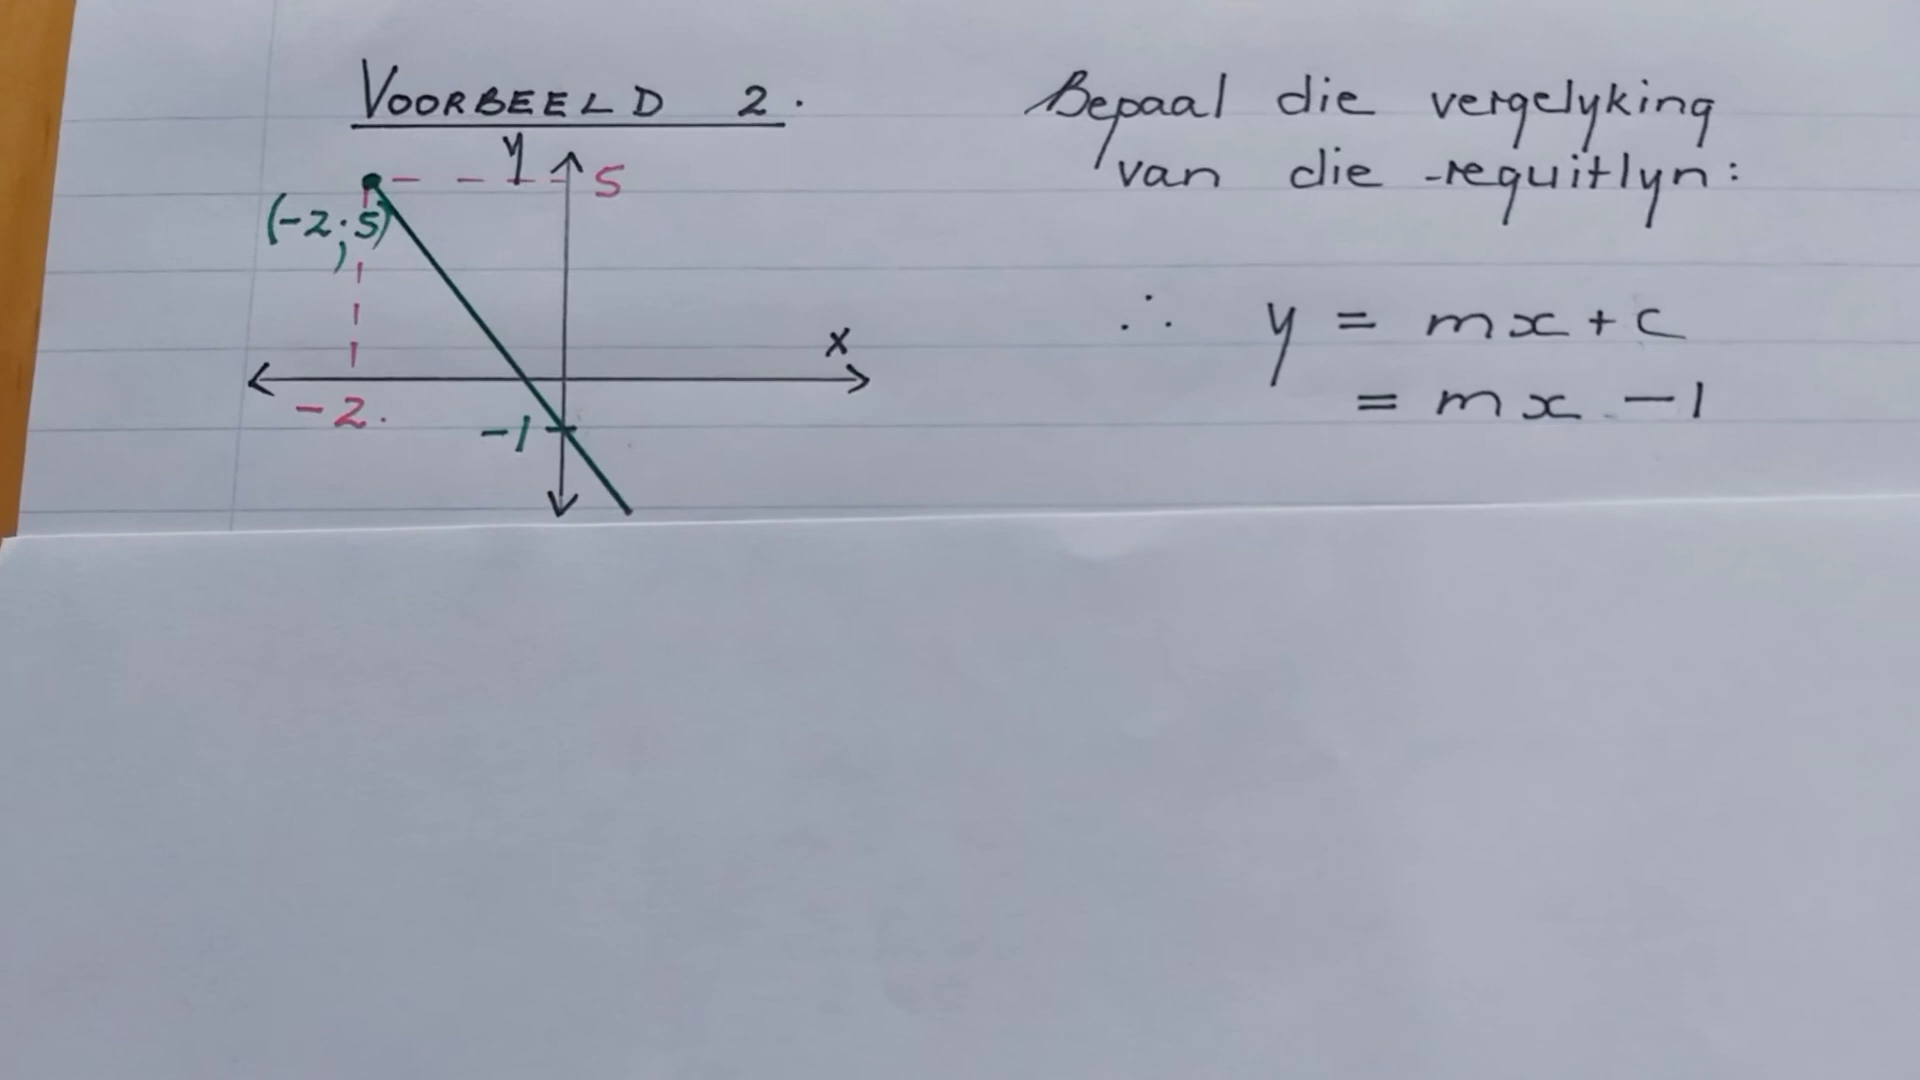 VOORBEELD 2.
y
5
(-2;5)
x
-2.
-1
Bepaal die vergelyking
van die reguitlyn:
∴ y = mx + c
= mx - 1